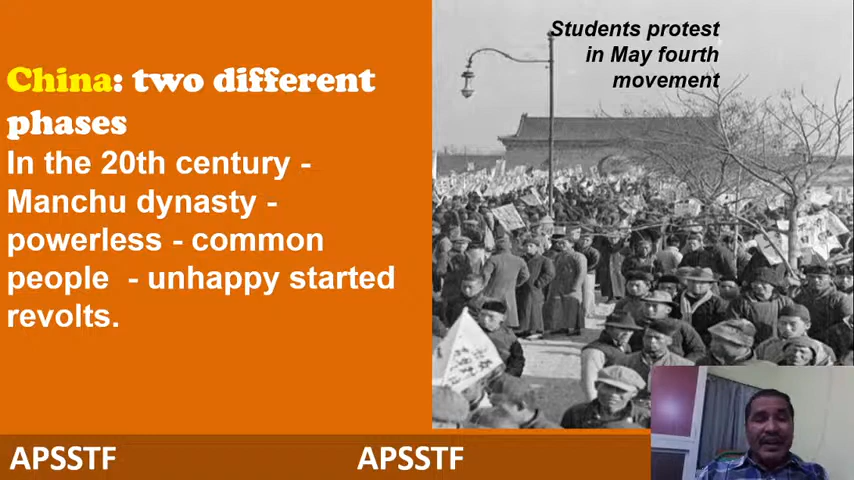 China: two different
phases
In the 20th century -
Manchu dynasty -
powerless - common
people - unhappy started
revolts.
Students protest
in May fourth
movement
APSSTF
APSSTF